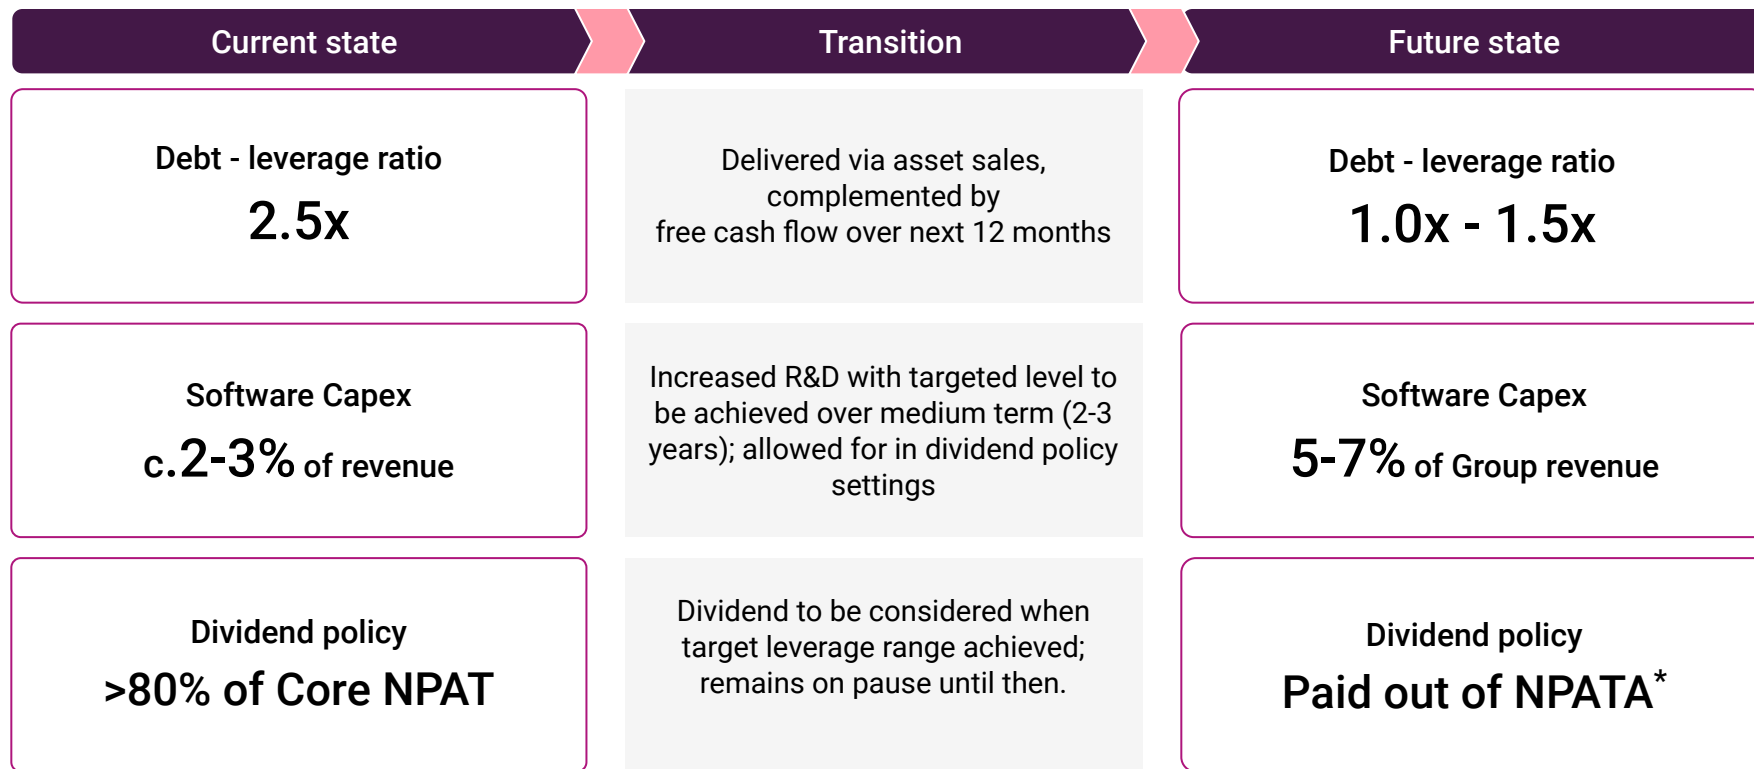 Current state
Transition
Future state
Debt - leverage ratio
2.5x
Delivered via asset sales,
complemented by
free cash flow over next 12 months
Debt - leverage ratio
1.0x - 1.5x
Software Capex
c.2-3% of revenue
Increased R&D with targeted level to
be achieved over medium term (2-3
years); allowed for in dividend policy
settings
Software Capex
5-7% of Group revenue
Dividend policy
>80% of Core NPAT
Dividend to be considered when
target leverage range achieved;
remains on pause until then.
Dividend policy
Paid out of NPATA*